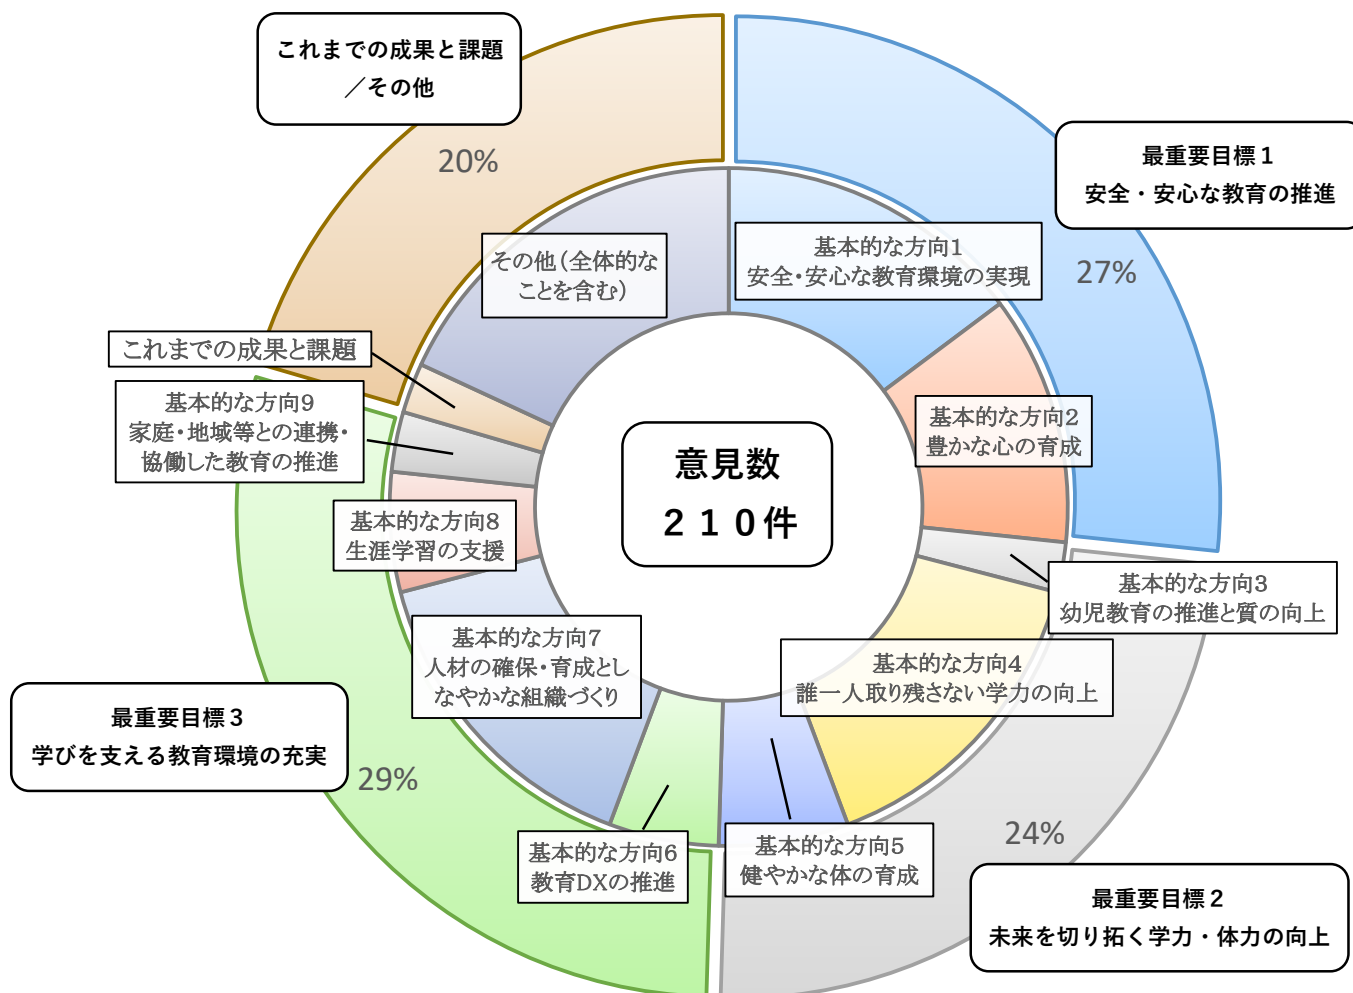 これまでの成果と課題
／その他
20%
最重要目標１
安全・安心な教育の推進
27%
基本的な方向1
安全・安心な教育環境の実現
その他（全体的な
ことを含む）
これまでの成果と課題
基本的な方向9
家庭・地域等との連携・
協働した教育の推進
基本的な方向2
豊かな心の育成
意見数
２１０件
基本的な方向8
生涯学習の支援
基本的な方向3
幼児教育の推進と質の向上
基本的な方向7
人材の確保・育成とし
なやかな組織づくり
基本的な方向4
誰一人取り残さない学力の向上
最重要目標３
学びを支える教育環境の充実
29%
基本的な方向6
教育DXの推進
基本的な方向5
健やかな体の育成
24%
最重要目標２
未来を切り拓く学力・体力の向上